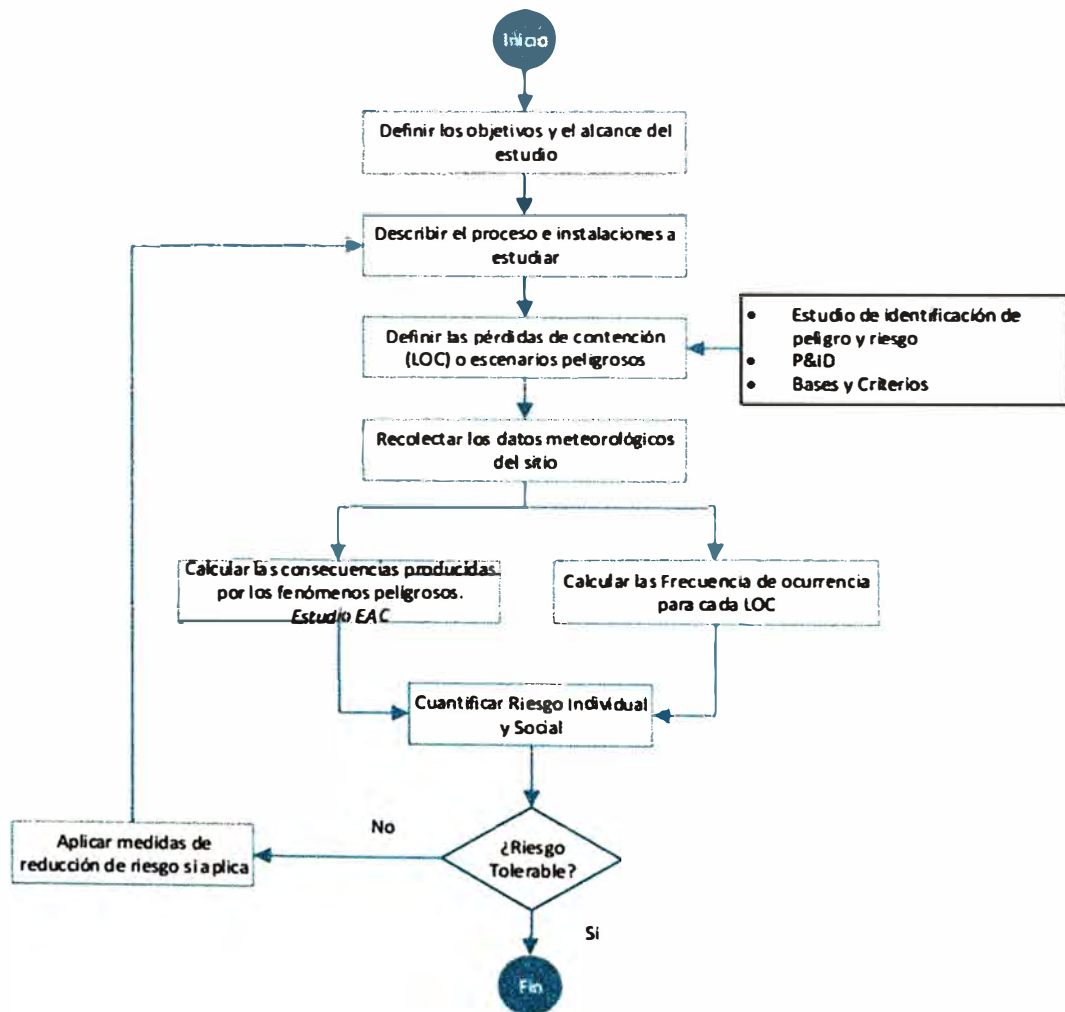 Inicio
Definir los objetivos y el alcance del
estudio
Describir el proceso e instalaciones a
estudiar
Definir las pérdidas de contención
(LOC) o escenarios peligrosos
• Estudio de identificación de
peligro y riesgo
• P&ID
• Bases y Criterios
Recolectar los datos meteorológicos
del sitio
Calcular las consecuencias producidas
por los fenómenos peligrosos.
Estudio EAC
Calcular las Frecuencia de ocurrencia
para cada LOC
Cuantificar Riesgo Individual
y Social
No
Aplicar medidas de
reducción de riesgo si aplica
¿Riesgo
Tolerable?
Sí
Fin